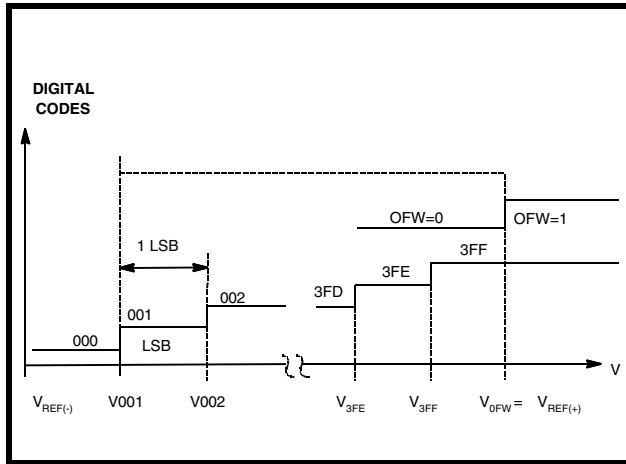 DIGITAL
CODES
OFW=0
OFW=1
1 LSB
3FF
3FE
3FD
002
001
000
LSB
V
VREF(-)
V001
V002
V3FE
V3FF
V0FW = VREF(+)